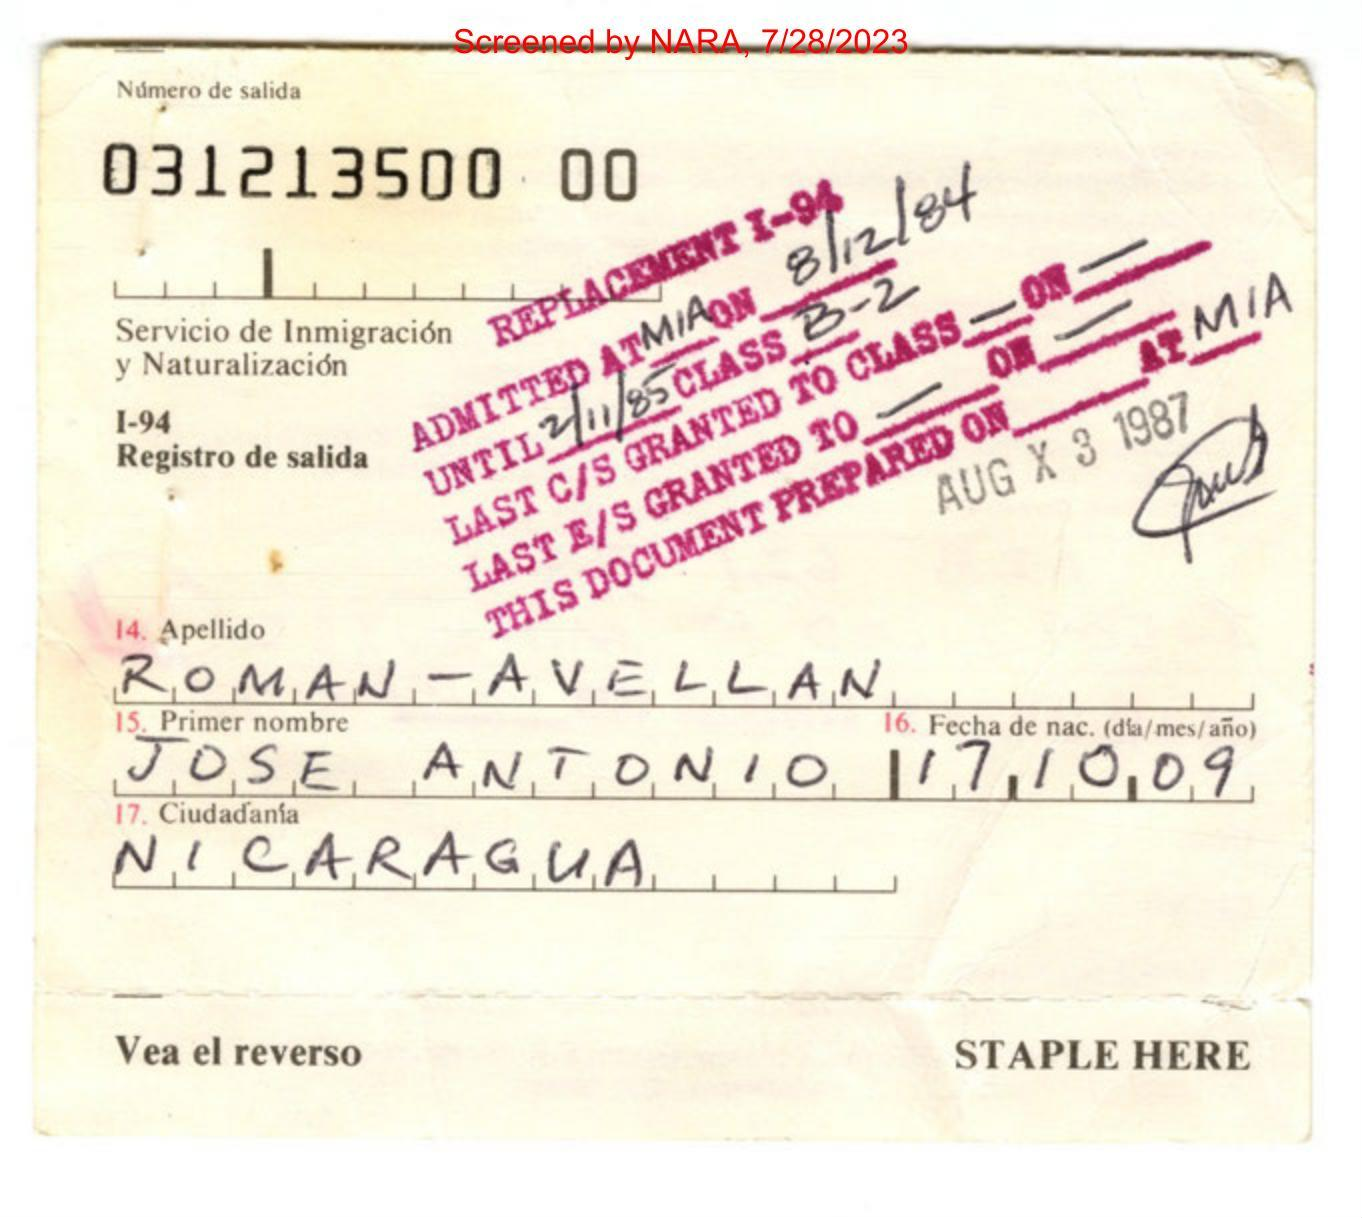 Screened by NARA, 7/28/2023
Número de salida
031213500 00
Servicio de Inmigración
y Naturalización
I-94
Registro de salida
REPLACEMENT I-94
ADMITTED AT MIA ON 8/12/84
UNTIL 2/11/85 CLASS B-2
LAST C/S GRANTED TO CLASS — ON —
LAST E/S GRANTED TO — ON —
THIS DOCUMENT PREPARED ON AT MIA
AUG X 3 1987
14. Apellido
ROMAN-AVELLAN
15. Primer nombre 16. Fecha de nac. (día/mes/año)
JOSE ANTONIO 17 10 09
17. Ciudadanía
NICARAGUA
Vea el reverso STAPLE HERE